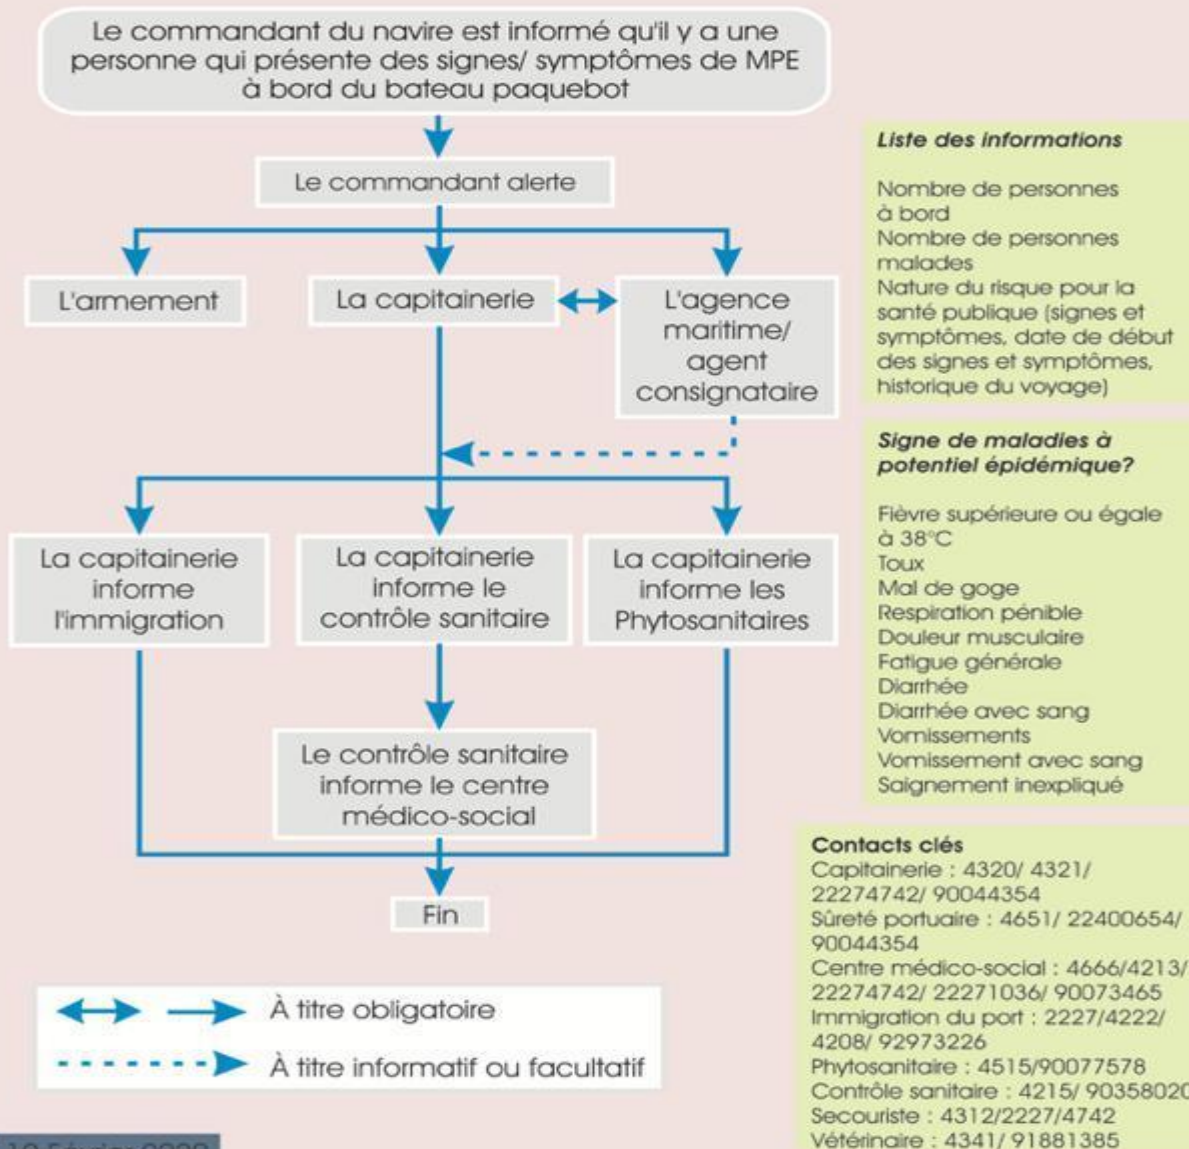 Le commandant du navire est informé qu'il y a une
personne qui présente des signes/ symptômes de MPE
à bord du bateau paquebot
Le commandant alerte
L'armement
La capitainerie
L'agence
maritime/
agent
consignataire
La capitainerie
informe
l'immigration
La capitainerie
informe le
contrôle sanitaire
La capitainerie
informe les
Phytosanitaires
Le contrôle sanitaire
informe le centre
médico-social
Fin
À titre obligatoire
À titre informatif ou facultatif
Liste des informations
Nombre de personnes
à bord
Nombre de personnes
malades
Nature du risque pour la
santé publique (signes et
symptômes, date de début
des signes et symptômes,
historique du voyage)
Signe de maladies à
potentiel épidémique?
Fièvre supérieure ou égale
à 38°C
Toux
Mal de goge
Respiration pénible
Douleur musculaire
Fatigue générale
Diarrhée
Diarrhée avec sang
Vomissements
Vomissement avec sang
Saignement inexpliqué
Contacts clés
Capitainerie : 4320/ 4321/
22274742/ 90044354
Sûreté portuaire : 4651/ 22400654/
90044354
Centre médico-social : 4666/4213/
22274742/ 22271036/ 90073465
Immigration du port : 2227/4222/
4208/ 92973226
Phytosanitaire : 4515/90077578
Contrôle sanitaire : 4215/ 90358020
Secouriste : 4312/2227/4742
Vétérinaire : 4341/ 91881385
Février